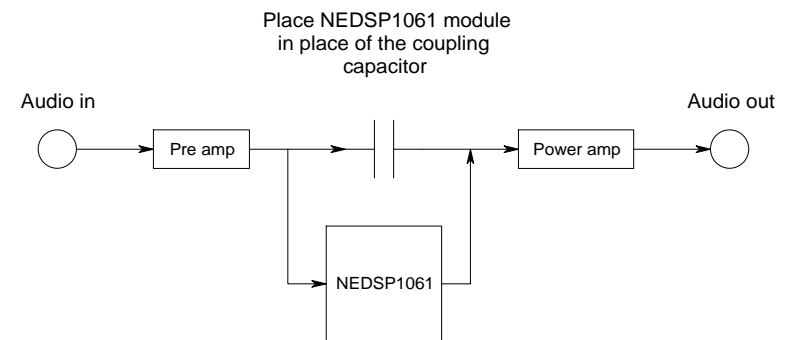 Place NEDSP1061 module
in place of the coupling
capacitor
Audio in
Audio out
Pre amp
Power amp
NEDSP1061